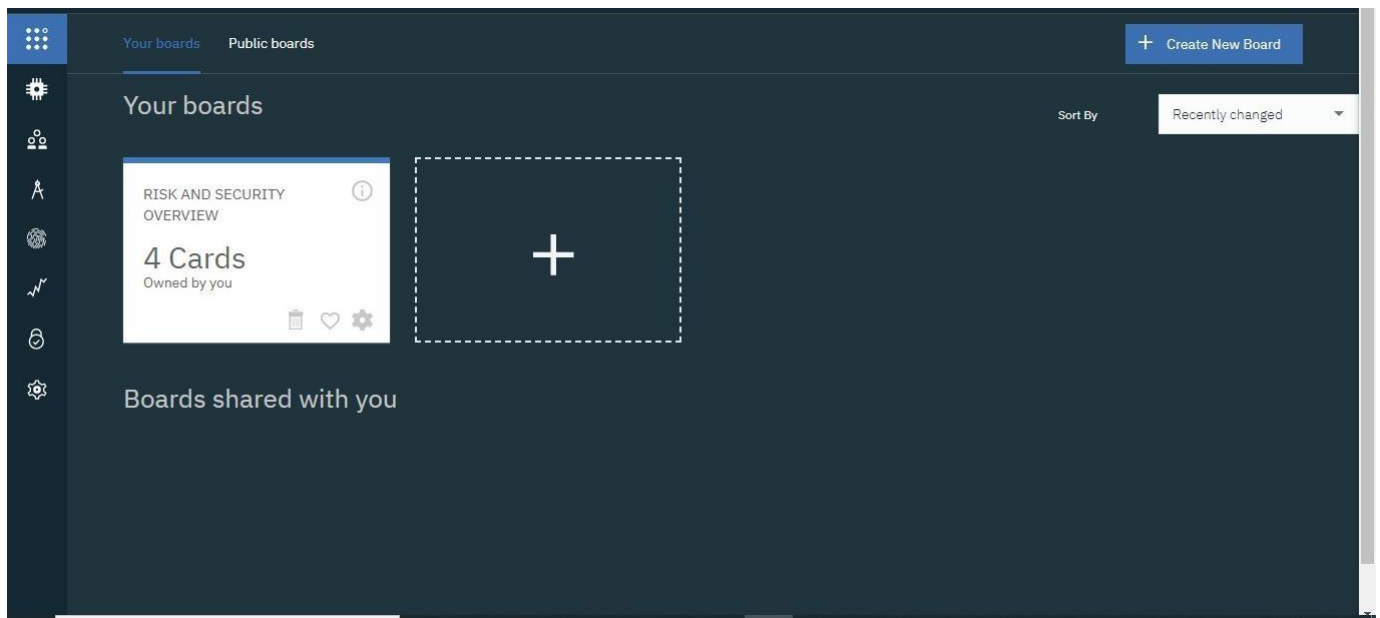 Your boards
Public boards
+ Create New Board
Your boards
Sort By
Recently changed
RISK AND SECURITY
OVERVIEW
4 Cards
Owned by you
Boards shared with you